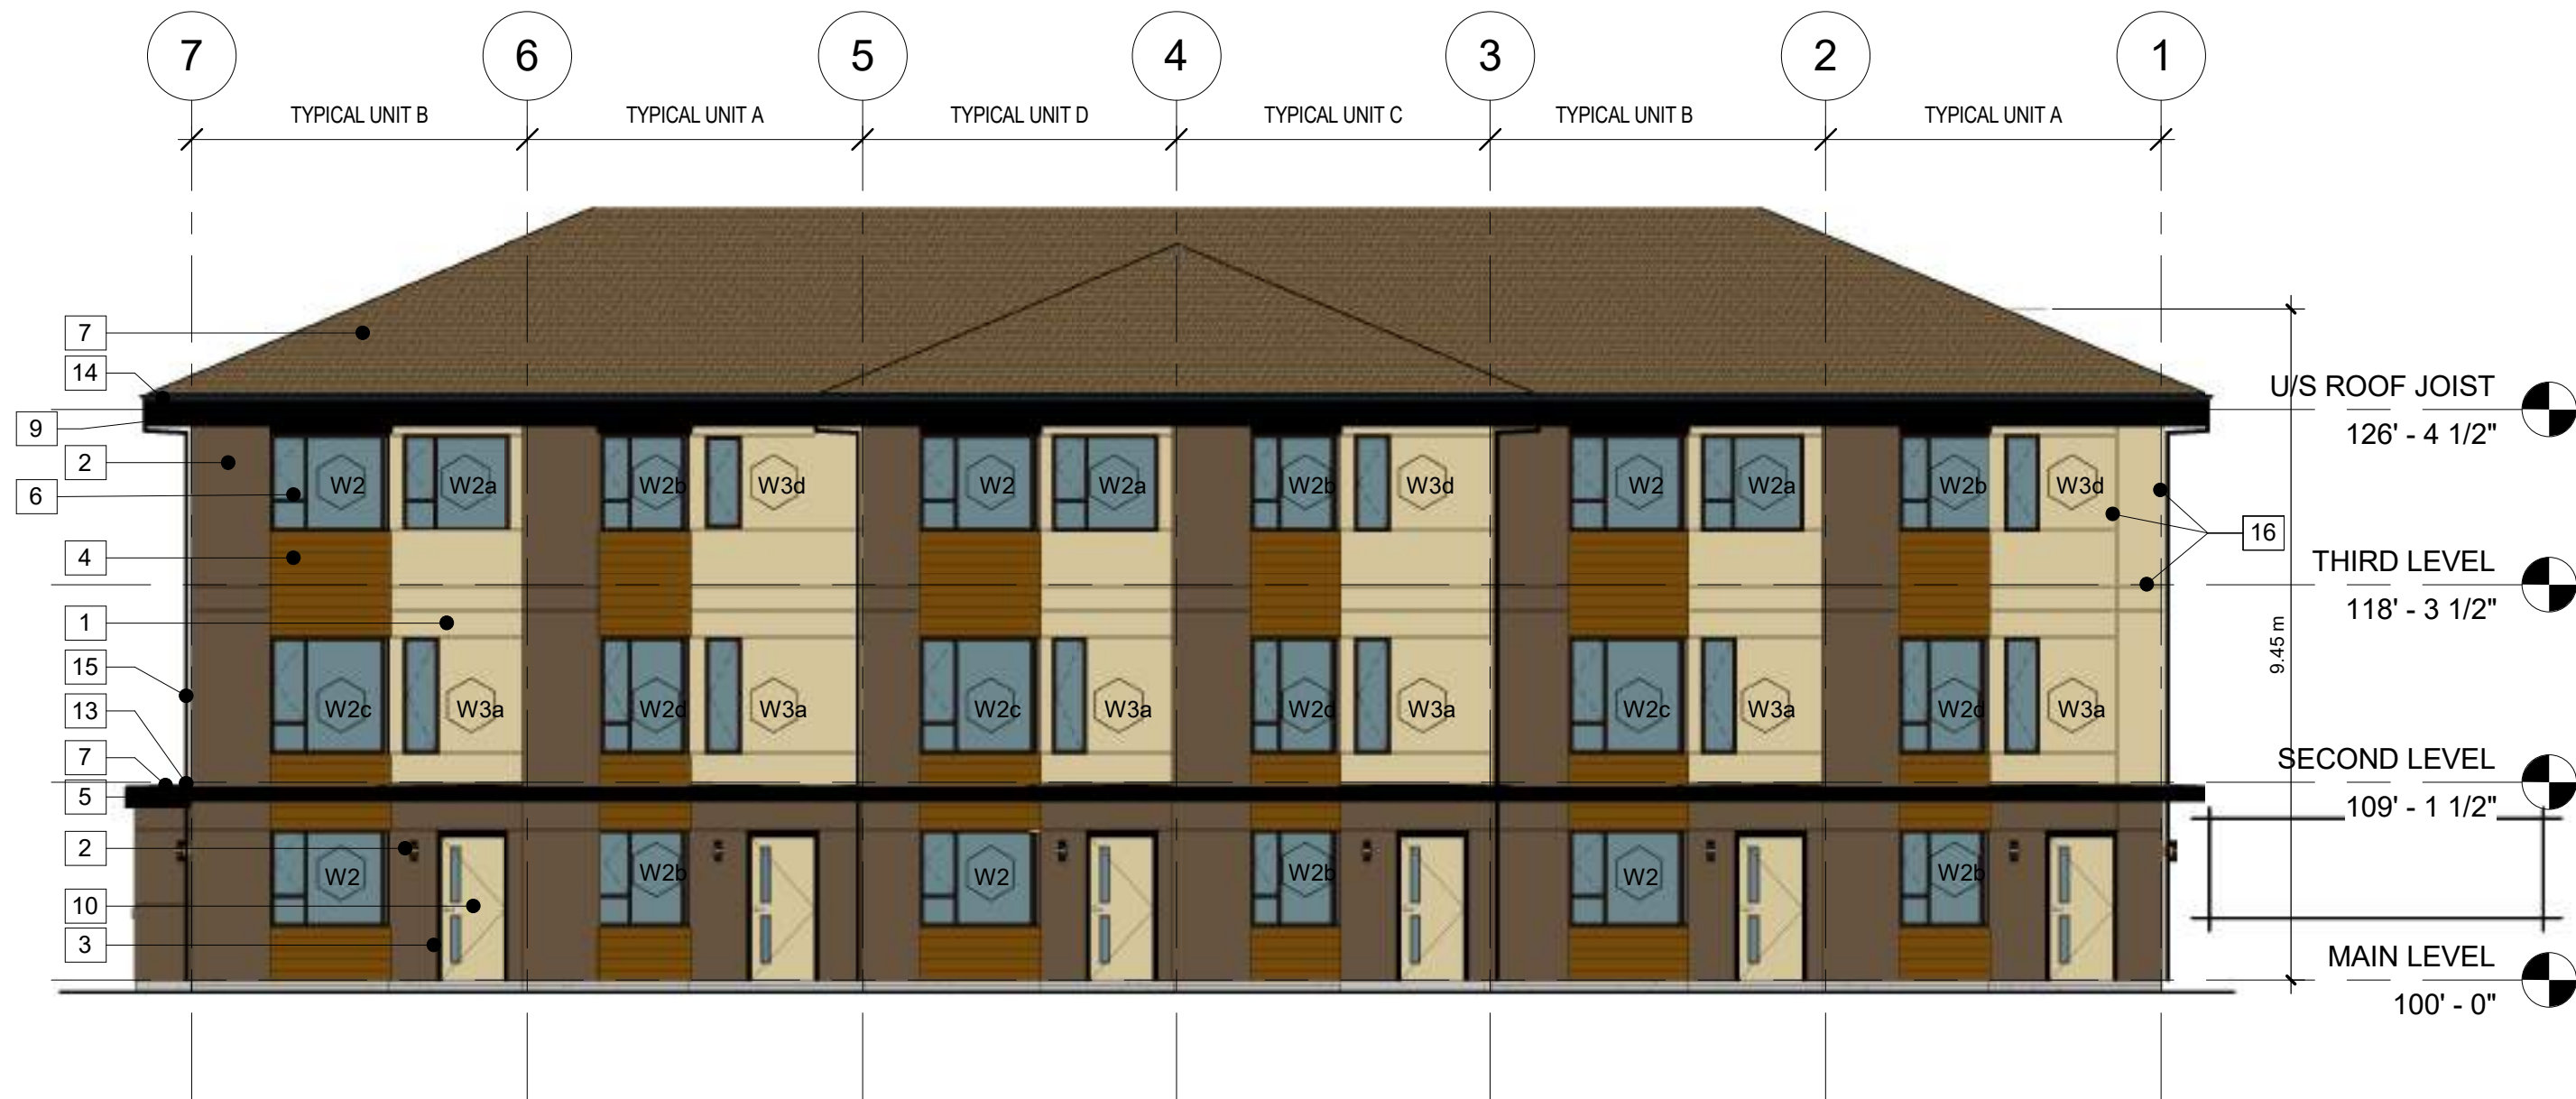 7 6 5 4 3 2 1
TYPICAL UNIT B TYPICAL UNIT A TYPICAL UNIT D TYPICAL UNIT C TYPICAL UNIT B TYPICAL UNIT A
7
14
U/S ROOF JOIST
9
126' - 4 1/2"
2
W2 W2a W2b W3d W2 W2a W2b W3d W2 W2a W2b W3d
6
16
4
THIRD LEVEL
118' - 3 1/2"
1
9.45 m
15
W2c W3a W2d W3a W2c W3a W2d W3a W2c W3a W2d W3a
13
7
SECOND LEVEL
5
109' - 1 1/2"
2
W2 W2b W2 W2b W2 W2b
10
3
MAIN LEVEL
100' - 0"